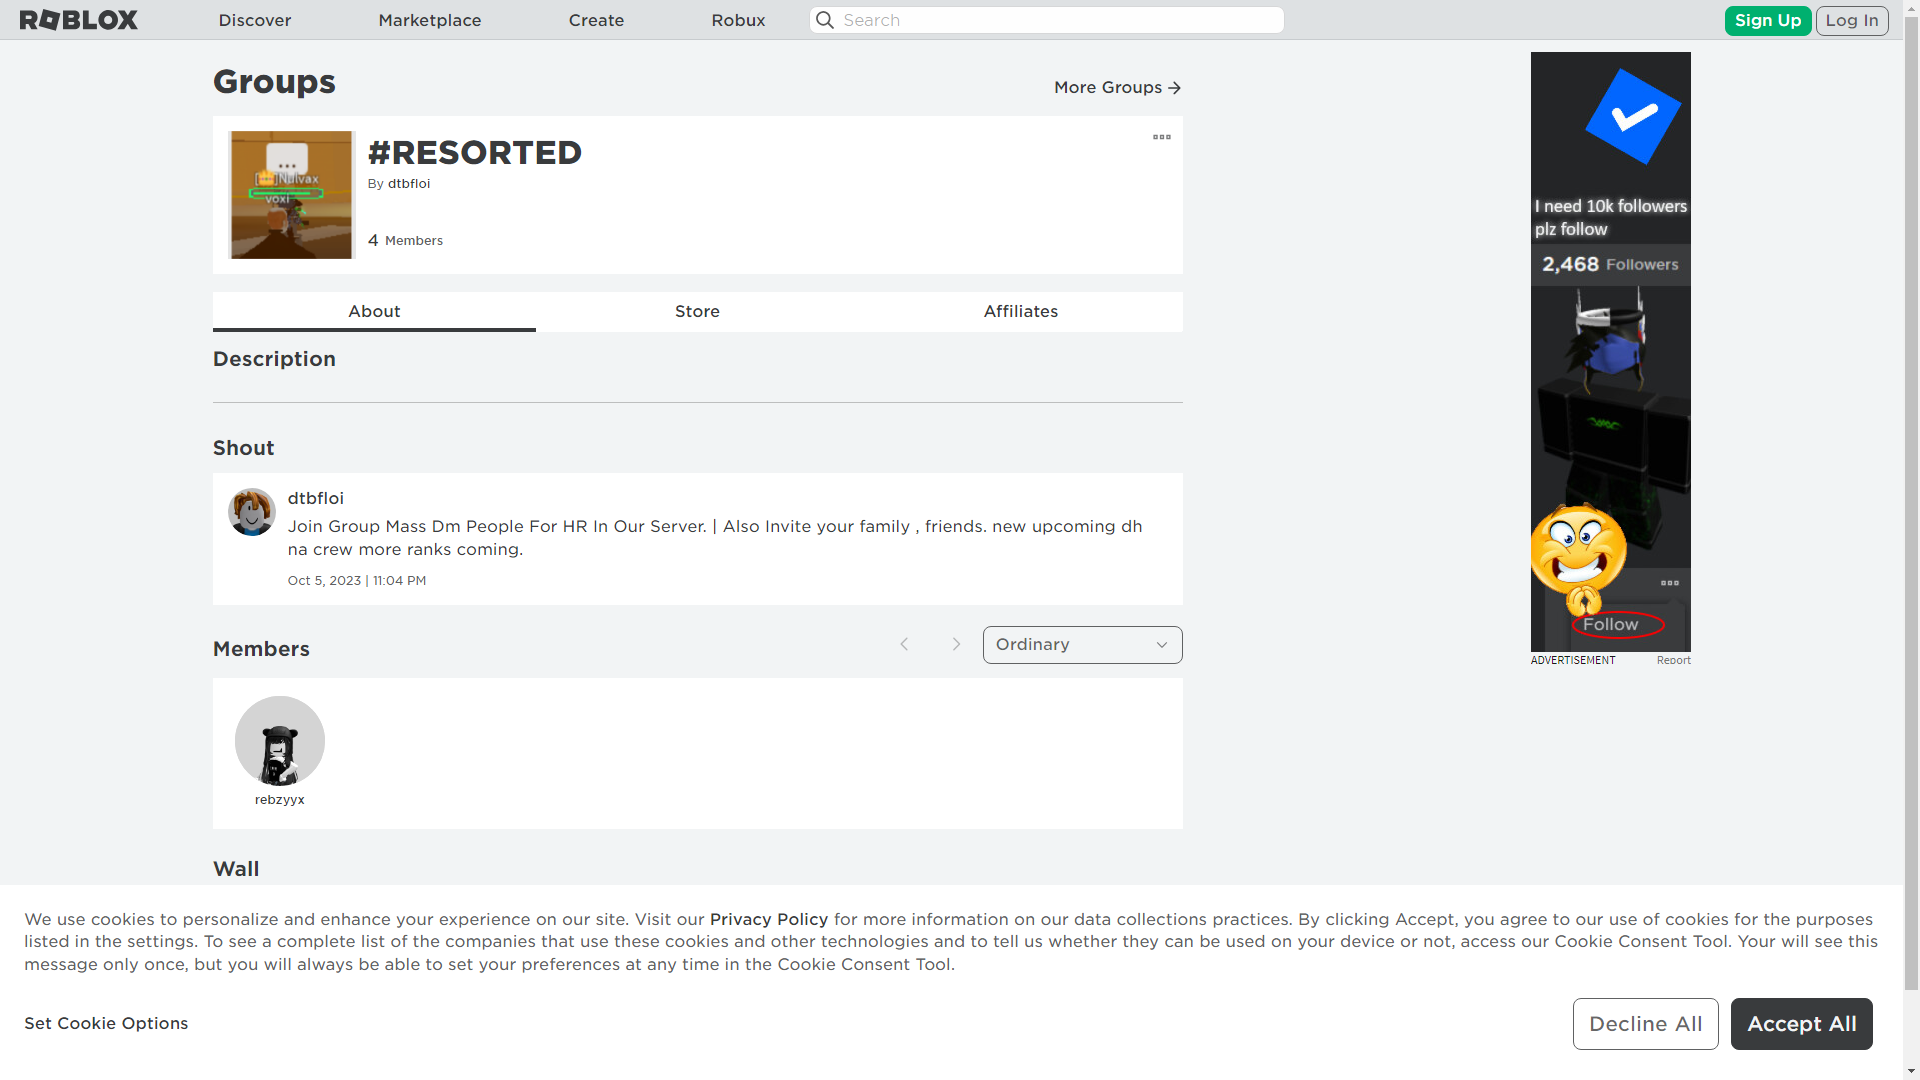 ROBLOX
Discover
Marketplace
Create
Robux
Search
Sign Up
Log In
Groups
More Groups
#RESORTED
By dtbfloi
4 Members
[...]Nulvax
voxi
About
Store
Affiliates
Description
Shout
dtbfloi
Join Group Mass Dm People For HR In Our Server. | Also Invite your family , friends. new upcoming dh
na crew more ranks coming.
Oct 5, 2023 | 11:04 PM
Members
Ordinary
rebzyyx
Wall
I need 10k followers
plz follow
2,468 Followers
Follow
ADVERTISEMENT
Report
We use cookies to personalize and enhance your experience on our site. Visit our Privacy Policy for more information on our data collections practices. By clicking Accept, you agree to our use of cookies for the purposes
listed in the settings. To see a complete list of the companies that use these cookies and other technologies and to tell us whether they can be used on your device or not, access our Cookie Consent Tool. Your will see this
message only once, but you will always be able to set your preferences at any time in the Cookie Consent Tool.
Set Cookie Options
Decline All
Accept All